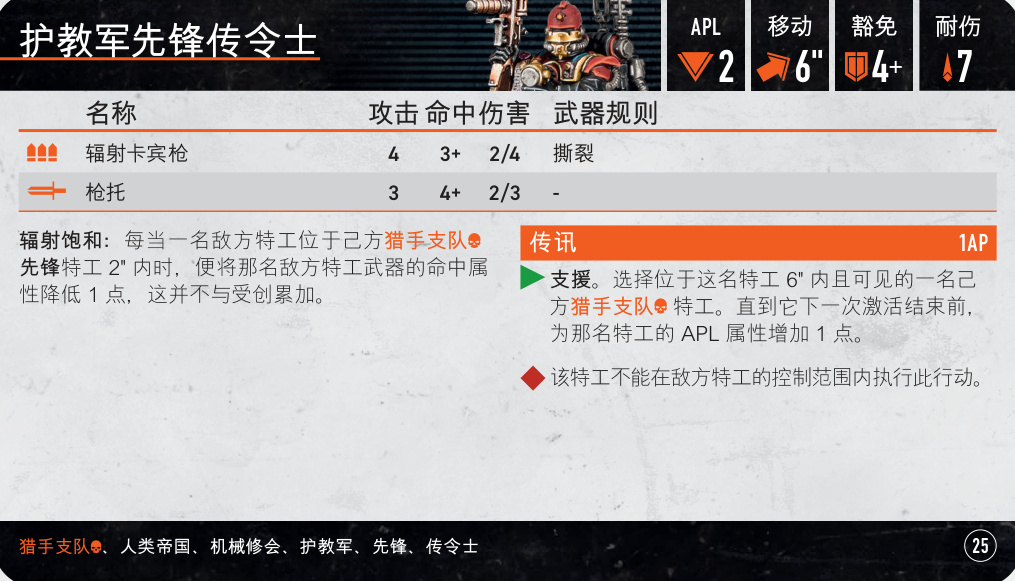 护教军先锋传令士
APL 移动 豁免 耐伤
2 6" 4+ 7
名称 攻击 命中 伤害 武器规则
辐射卡宾枪 4 3+ 2/4 撕裂
枪托 3 4+ 2/3 -
辐射饱和：每当一名敌方特工位于己方猎手支队
先锋特工 2" 内时，便将那名敌方特工武器的命中属
性降低 1 点，这并不与受创累加。
传讯 1AP
支援。选择位于这名特工 6" 内且可见的一名己
方猎手支队 特工。直到它下一次激活结束前，
为那名特工的 APL 属性增加 1 点。
该特工不能在敌方特工的控制范围内执行此行动。
猎手支队、人类帝国、机械修会、护教军、先锋、传令士
25